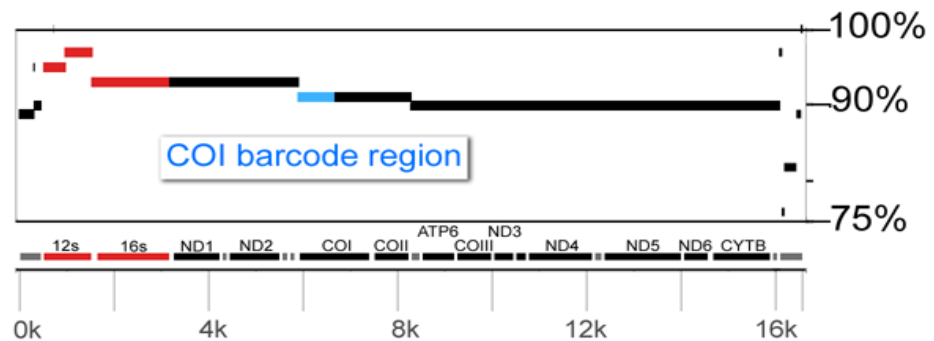 100%
90%
COI barcode region
75%
ATP6 ND3
12s 16s ND1 ND2 COI COII COIII ND4 ND5 ND6 CYTB
0k 4k 8k 12k 16k